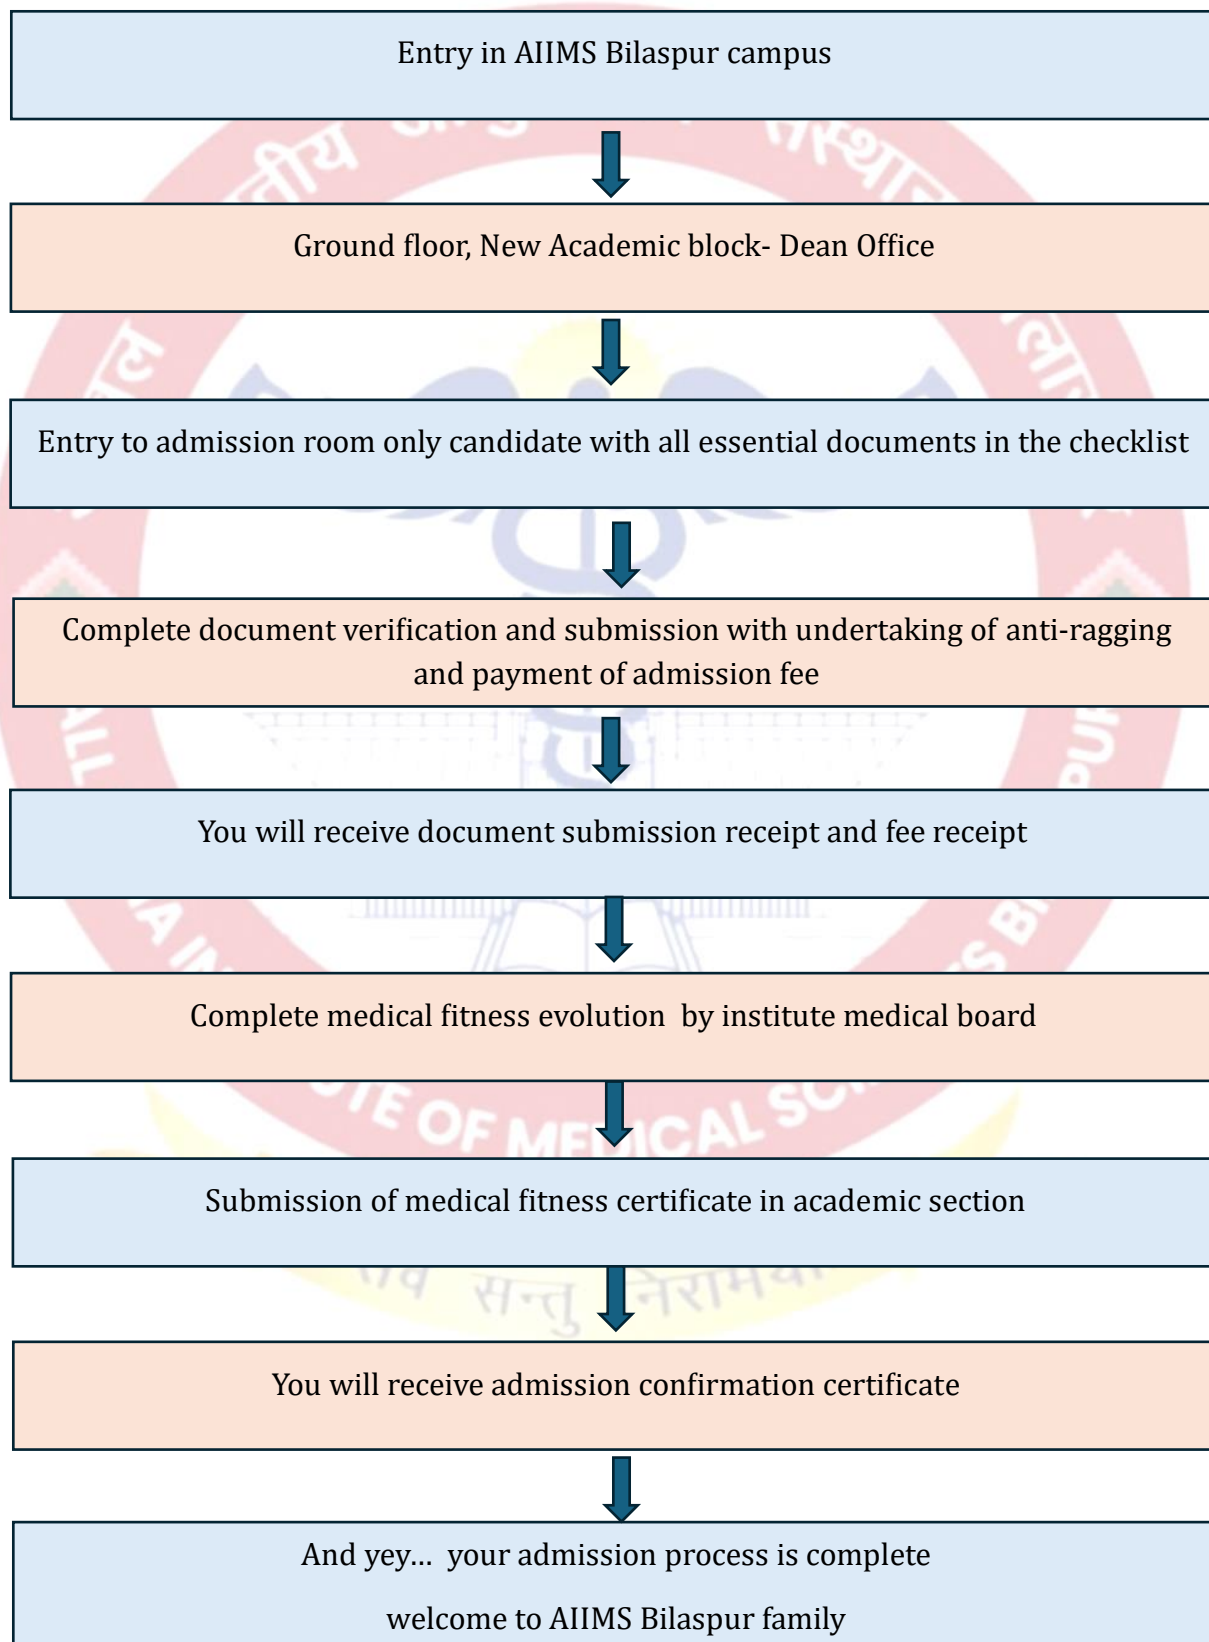 Entry in AIIMS Bilaspur campus
Ground floor, New Academic block- Dean Office
Entry to admission room only candidate with all essential documents in the checklist
Complete document verification and submission with undertaking of anti-ragging
and payment of admission fee
You will receive document submission receipt and fee receipt
Complete medical fitness evolution by institute medical board
Submission of medical fitness certificate in academic section
OF MEDICAL
सन्तु
You will receive admission confirmation certificate
And yey... your admission process is complete
welcome to AIIMS Bilaspur family